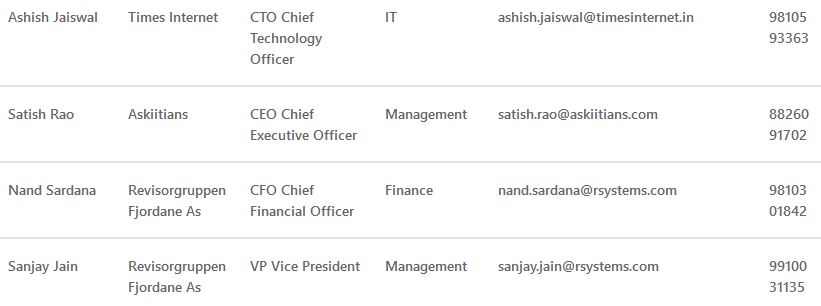 Ashish Jaiswal Times Internet CTO Chief IT ashish.jaiswal@timesinternet.in 98105
Technology 93363
Officer
Satish Rao Askiitians CEO Chief Management satish.rao@askiitians.com 88260
Executive Officer 91702
Nand Sardana Revisorgruppen CFO Chief Finance nand.sardana@rsystems.com 98103
Fjordane As Financial Officer 01842
Sanjay Jain Revisorgruppen VP Vice President Management sanjay.jain@rsystems.com 99100
Fjordane As 31135